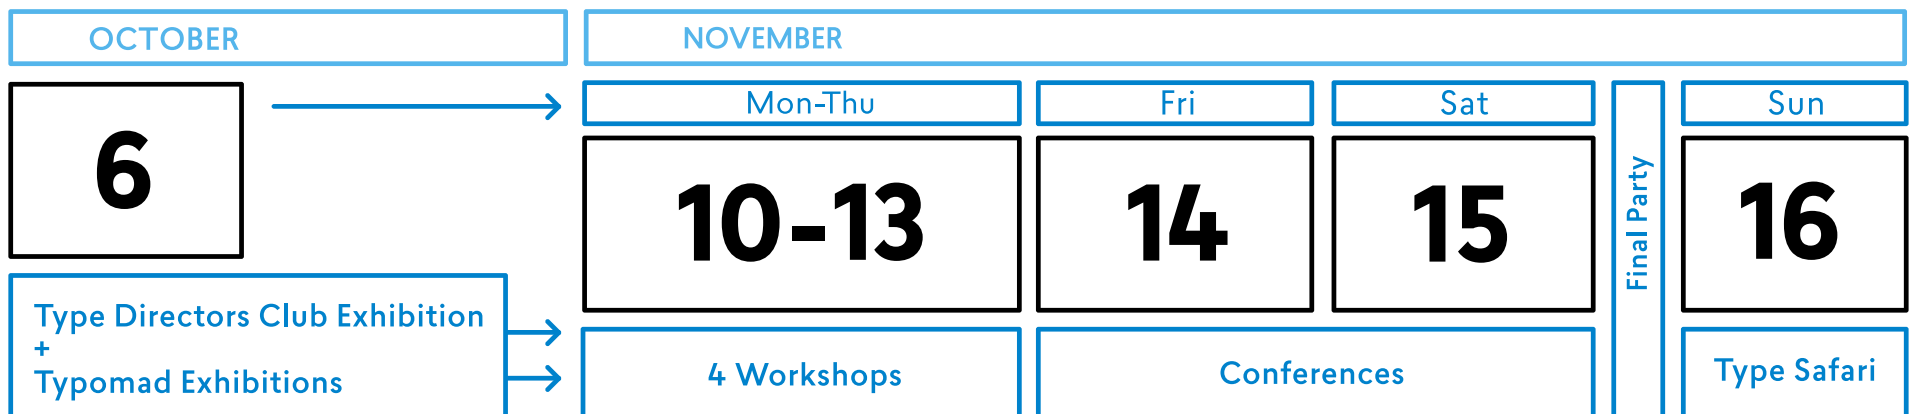 OCTOBER
NOVEMBER
6
Mon-Thu
Fri
Sat
Sun
10-13
14
15
Final Party
16
Type Directors Club Exhibition
+
Typomad Exhibitions
4 Workshops
Conferences
Type Safari